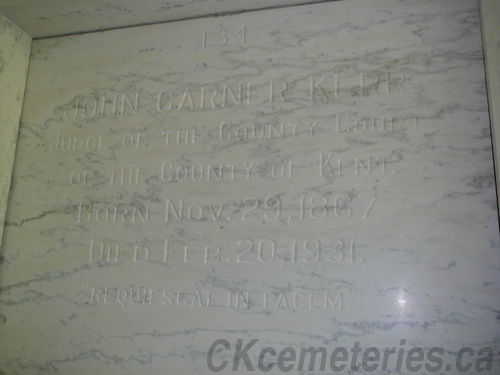 134
JOHN GARNER KERR
JUDGE OF THE COUNTY COURT
OF THE COUNTY OF KENT.
BORN NOV. 29, 1867
DIED FEB. 20, 1931.
"REQUIESCAT IN PACEM.
CKcemeteries.ca